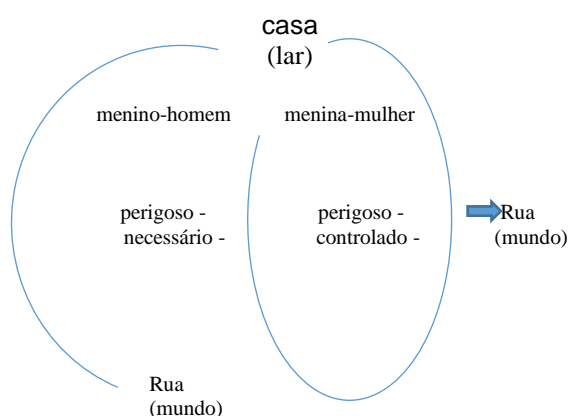 casa
(lar)
menino-homem
menina-mulher
perigoso -
necessário -
perigoso -
controlado -
Rua
(mundo)
Rua
(mundo)